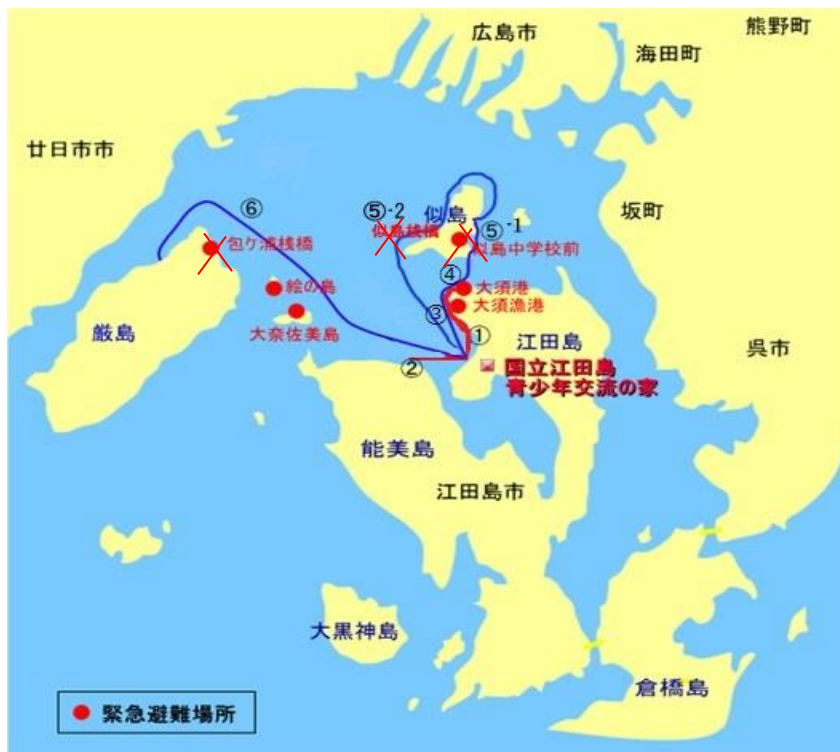 熊野町
広島市
海田町
廿日市市
坂町
⑥
⑤-2
似島
⑤-1
似島桟橋
似島中学校前
包ケ浦桟橋
④
絵の島
大須港
大須漁港
③
大奈佐美島
①
江田島
厳島
呉市
②
国立江田島
青少年交流の家
能美島
江田島市
大黒神島
倉橋島
緊急避難場所